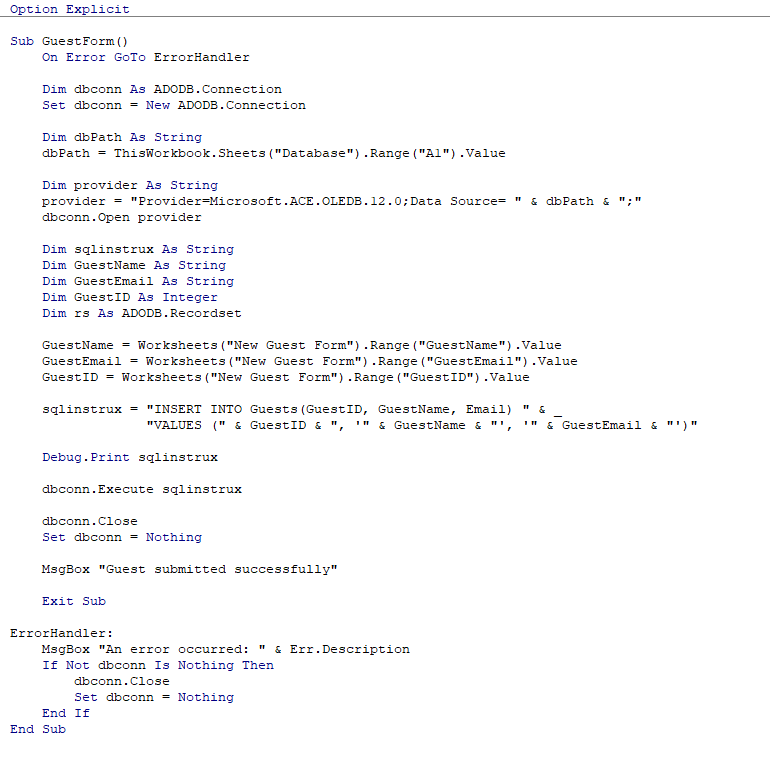 Option Explicit
Sub GuestForm()
On Error GoTo ErrorHandler
Dim dbconn As ADODB.Connection
Set dbconn = New ADODB.Connection
Dim dbPath As String
dbPath = ThisWorkbook.Sheets("Database").Range("A1").Value
Dim provider As String
provider = "Provider=Microsoft.ACE.OLEDB.12.0;Data Source= " & dbPath & ";"
dbconn.Open provider
Dim sqlinstrux As String
Dim GuestName As String
Dim GuestEmail As String
Dim GuestID As Integer
Dim rs As ADODB.Recordset
GuestName = Worksheets("New Guest Form").Range("GuestName").Value
GuestEmail = Worksheets("New Guest Form").Range("GuestEmail").Value
GuestID = Worksheets("New Guest Form").Range("GuestID").Value
sqlinstrux = "INSERT INTO Guests(GuestID, GuestName, Email) " & _
"VALUES (" & GuestID & ", '" & GuestName & "', '" & GuestEmail & "')"
Debug.Print sqlinstrux
dbconn.Execute sqlinstrux
dbconn.Close
Set dbconn = Nothing
MsgBox "Guest submitted successfully"
Exit Sub
ErrorHandler:
MsgBox "An error occurred: " & Err.Description
If Not dbconn Is Nothing Then
dbconn.Close
Set dbconn = Nothing
End If
End Sub